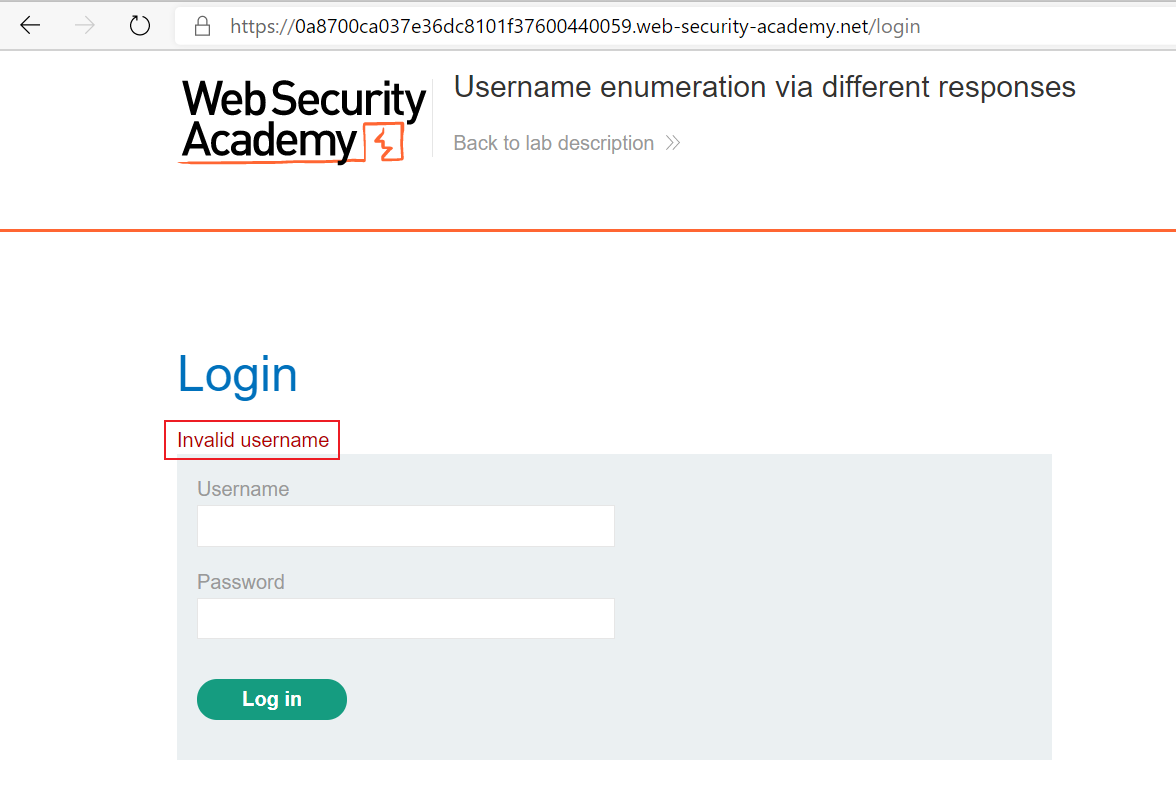 https://0a8700ca037e36dc8101f37600440059.web-security-academy.net/login
Web Security
Academy
Username enumeration via different responses
Back to lab description
Login
Invalid username
Username
Password
Log in